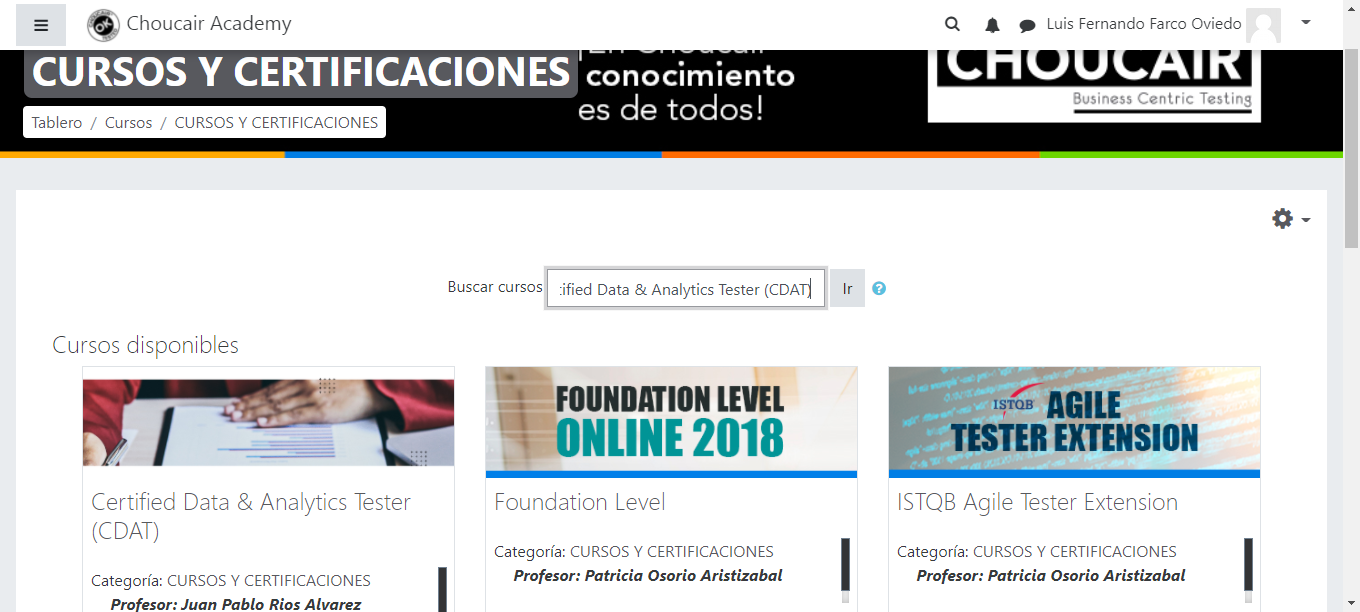 Choucair Academy
Luis Fernando Farco Oviedo
¡En Choucair
CURSOS Y CERTIFICACIONES
conocimiento
es de todos!
CHOUCAIR
Business Centric Testing
Tablero / Cursos / CURSOS Y CERTIFICACIONES
Buscar cursos
tified Data & Analytics Tester (CDAT)
Ir
Cursos disponibles
FOUNDATION LEVEL
ONLINE 2018
ISTQB AGILE
TESTER EXTENSION
Certified Data & Analytics Tester
(CDAT)
Categoría: CURSOS Y CERTIFICACIONES
Profesor: Juan Pablo Rios Alvarez
Foundation Level
Categoría: CURSOS Y CERTIFICACIONES
Profesor: Patricia Osorio Aristizabal
ISTQB Agile Tester Extension
Categoría: CURSOS Y CERTIFICACIONES
Profesor: Patricia Osorio Aristizabal